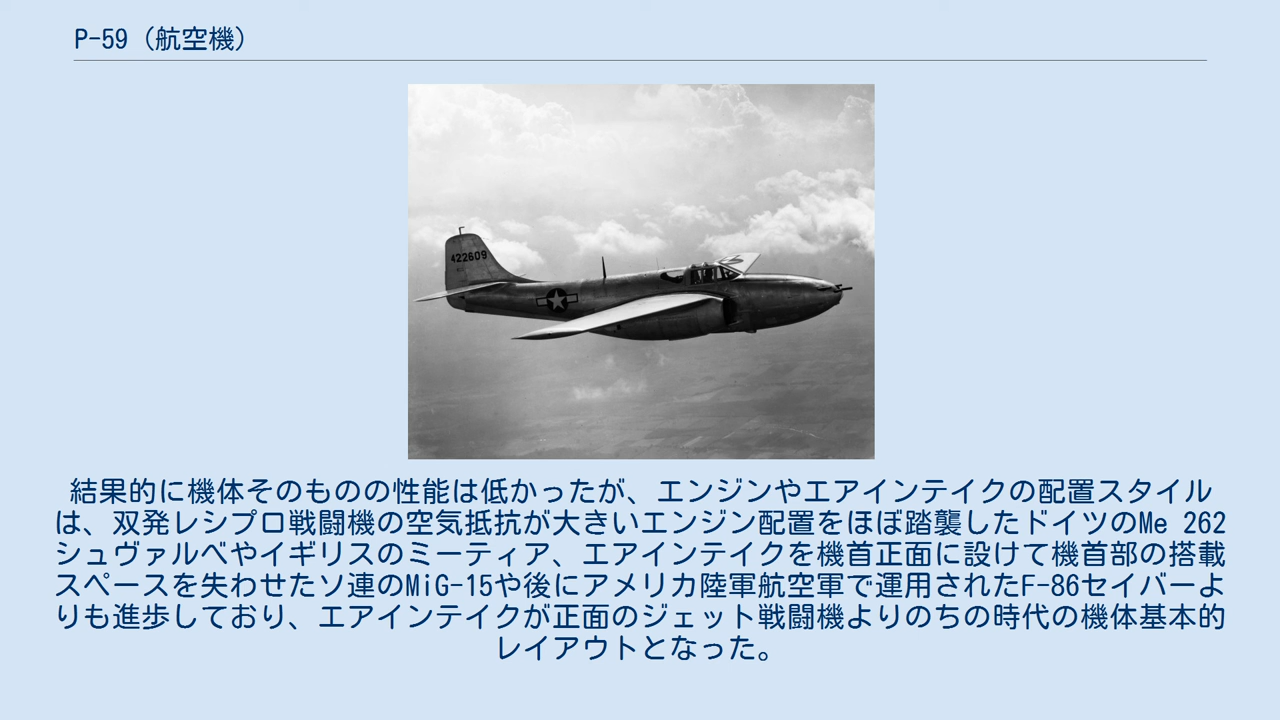 P-59（航空機）
422609
結果的に機体そのものの性能は低かったが、エンジンやエアインテイクの配置スタイル
は、双発レシプロ戦闘機の空気抵抗が大きいエンジン配置をほぼ踏襲したドイツのMe 262
シュヴァルベやイギリスのミーティア、エアインテイクを機首正面に設けて機首部の搭載
スペースを失わせたソ連のMiG-15や後にアメリカ陸軍航空軍で運用されたF-86セイバーよ
りも進歩しており、エアインテイクが正面のジェット戦闘機よりのちの時代の機体基本的
レイアウトとなった。